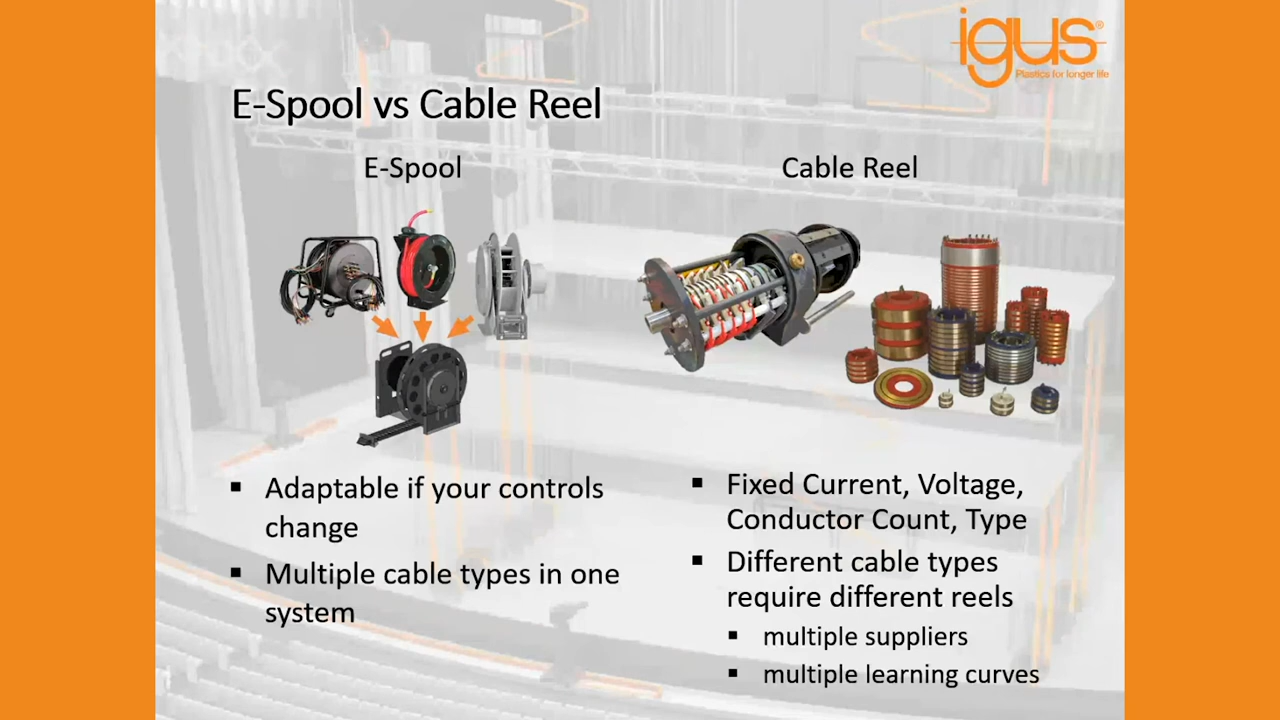 igus®
Plastics for longer life
E-Spool vs Cable Reel
E-Spool
Cable Reel
▪ Adaptable if your controls
change
▪ Multiple cable types in one
system
▪ Fixed Current, Voltage,
Conductor Count, Type
▪ Different cable types
require different reels
▪ multiple suppliers
▪ multiple learning curves